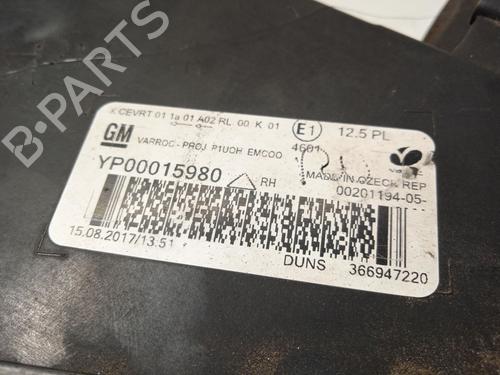 X CEVRT 01 1a 01 A02 RL 00 K 01
E1 12.5 PL
GM VARROC - PROJ P1UOH EMCOO 4601
YP00015980 RH MADE IN CZECK REP
00201194-05-
15.08.2017/13:51 DUNS 366947220
B PARTS